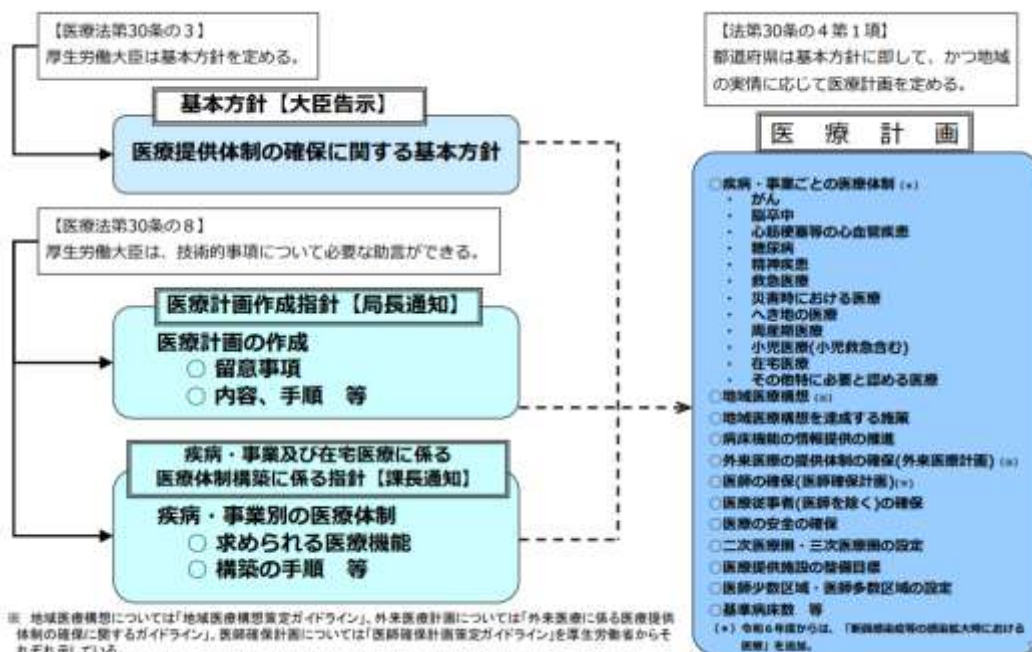 【医療法第30条の3】
厚生労働大臣は基本方針を定める。
基本方針【大臣告示】
医療提供体制の確保に関する基本方針
【医療法第30条の8】
厚生労働大臣は、技術的事項について必要な助言ができる。
医療計画作成指針【局長通知】
医療計画の作成
○ 留意事項
○ 内容、手順　等
疾病・事業及び在宅医療に係る
医療体制構築に係る指針【課長通知】
疾病・事業別の医療体制
○ 求められる医療機能
○ 構築の手順　等
※　地域医療構想については「地域医療構想策定ガイドライン」、外来医療計画については「外来医療に係る医療提供
体制の確保に関するガイドライン」、医師確保計画については「医師確保計画策定ガイドライン」を厚生労働省からそ
れぞれ示している。
【法第30条の4第1項】
都道府県は基本方針に即して、かつ地域
の実情に応じて医療計画を定める。
医　療　計　画
○疾病・事業ごとの医療体制（*）
・　がん
・　脳卒中
・　心筋梗塞等の心血管疾患
・　糖尿病
・　精神疾患
・　救急医療
・　災害時における医療
・　へき地の医療
・　周産期医療
・　小児医療(小児救急含む)
・　在宅医療
・　その他特に必要と認める医療
○地域医療構想（※）
○地域医療構想を達成する施策
○病床機能の情報提供の推進
○外来医療の提供体制の確保(外来医療計画)（※）
○医師の確保(医師確保計画)（※）
○医療従事者(医師を除く)の確保
○医療の安全の確保
○二次医療圏・三次医療圏の設定
○医療提供施設の整備目標
○医師少数区域・医師多数区域の設定
○基準病床数　等
（*）令和6年度からは、「新興感染症等の感染拡大時における
医療」を追加。